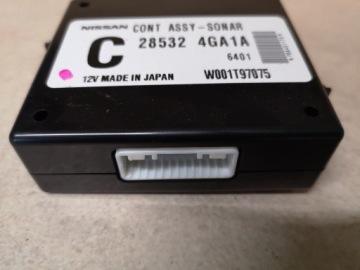 NISSAN CONT ASSY-SONAR
C 28532 4GA1A
6401
12V MADE IN JAPAN W001T97075